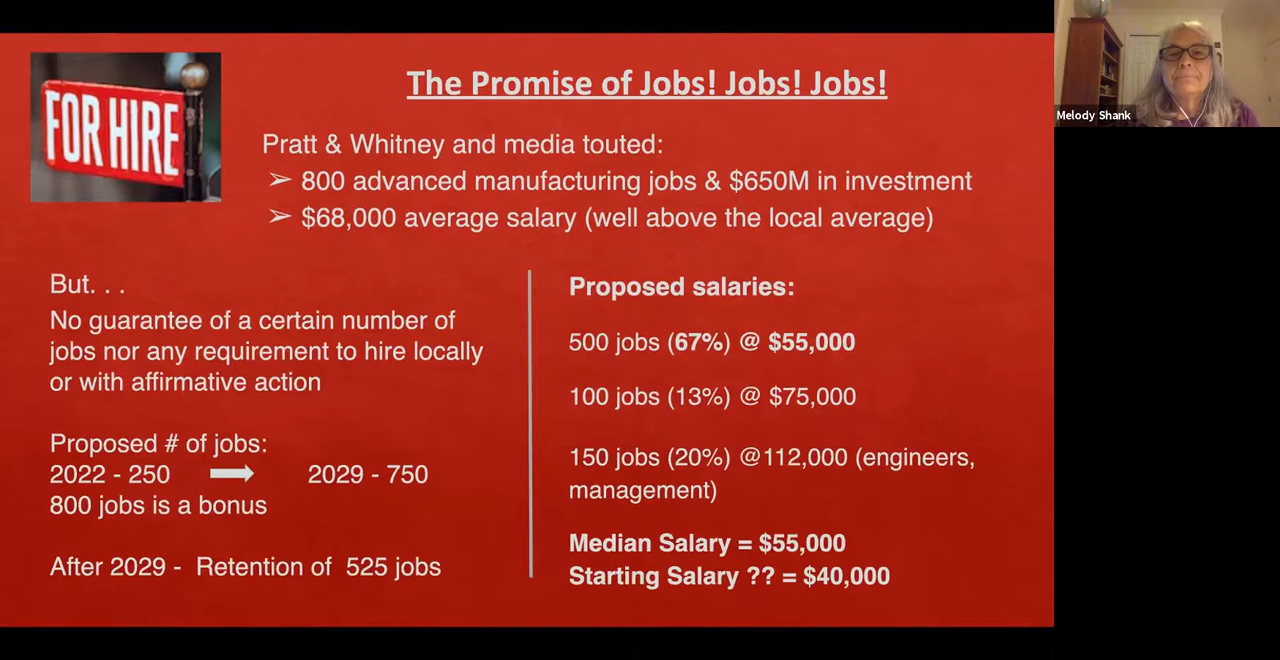 FOR HIRE
The Promise of Jobs! Jobs! Jobs!
Pratt & Whitney and media touted:
➢ 800 advanced manufacturing jobs & $650M in investment
➢ $68,000 average salary (well above the local average)
But. . .
No guarantee of a certain number of
jobs nor any requirement to hire locally
or with affirmative action
Proposed # of jobs:
2022 - 250 ➡ 2029 - 750
800 jobs is a bonus
After 2029 - Retention of 525 jobs
Proposed salaries:
500 jobs (67%) @ $55,000
100 jobs (13%) @ $75,000
150 jobs (20%) @112,000 (engineers,
management)
Median Salary = $55,000
Starting Salary ?? = $40,000
Melody Shank